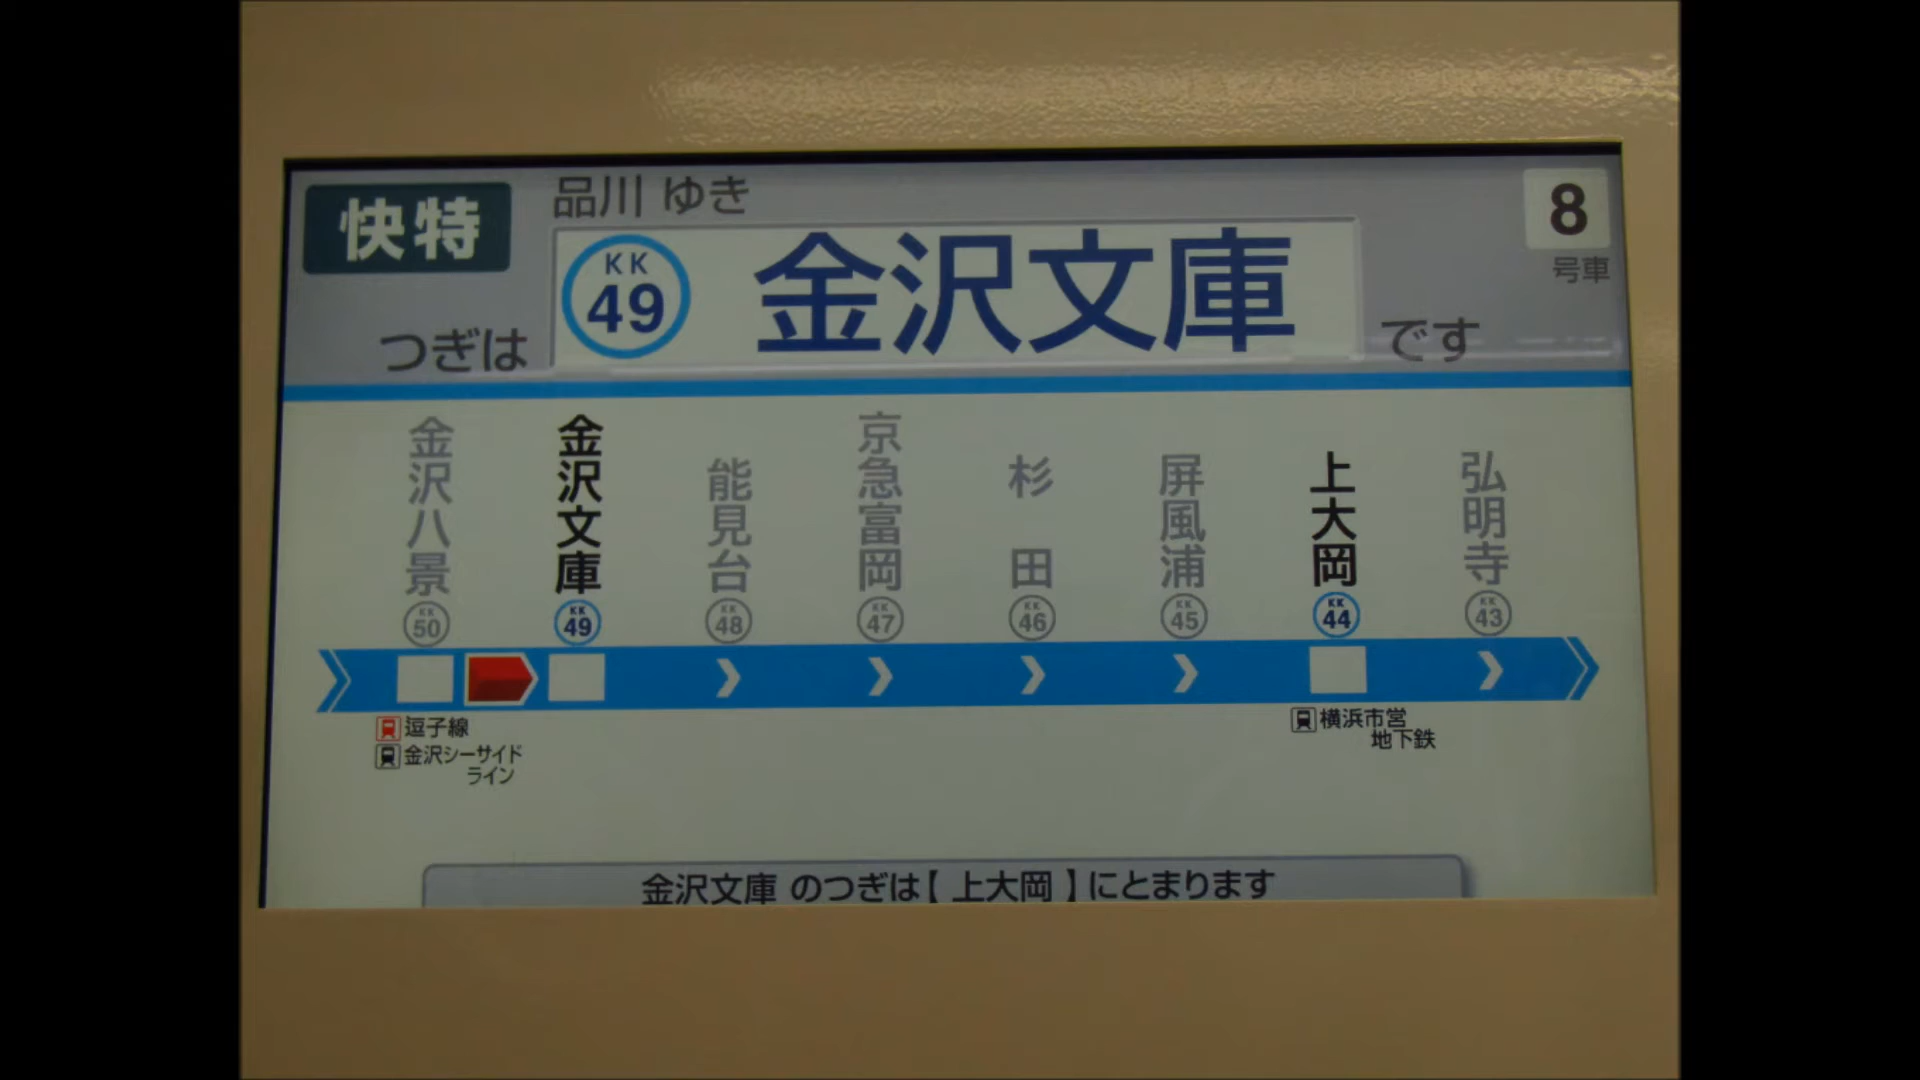 快特
品川 ゆき
8
号車
つぎは
KK
49
金沢文庫
です
金沢八景
金沢文庫
能見台
京急富岡
杉田
屏風浦
上大岡
弘明寺
KK
50
KK
49
KK
48
KK
47
KK
46
KK
45
KK
44
KK
43
逗子線
金沢シーサイド
ライン
横浜市営
地下鉄
金沢文庫 のつぎは【 上大岡 】にとまります